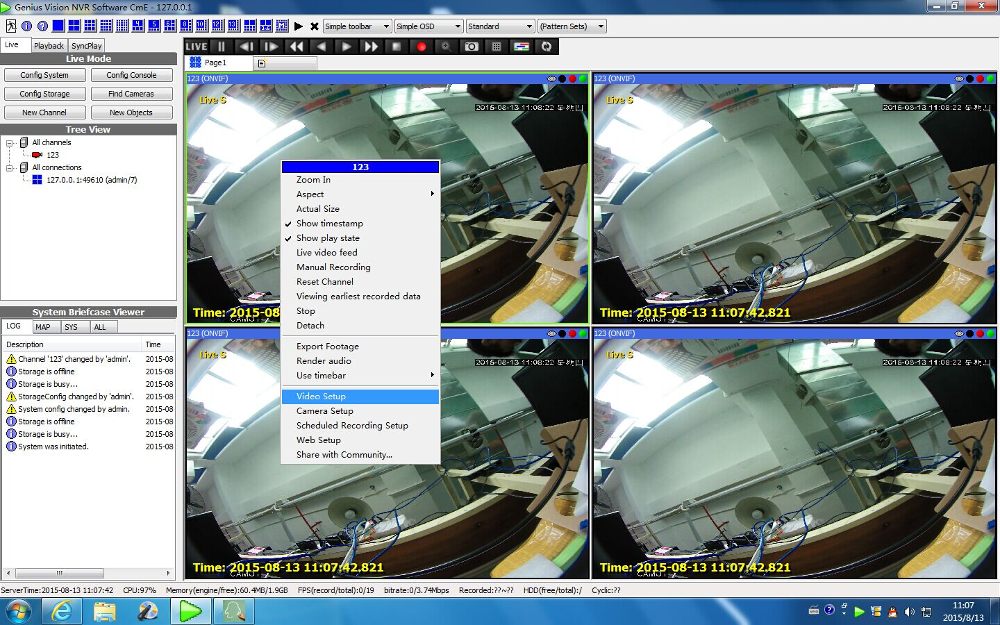 Genius Vision NVR Software CmE - 127.0.0.1
Simple toolbar
Simple OSD
Standard
(Pattern Sets)
Live
Playback
SyncPlay
LIVE
Live Mode
Page1
Config System
Config Console
Config Storage
Find Cameras
New Channel
New Objects
Tree View
All channels
123
All connections
127.0.0.1:49610 (admin/7)
System Briefcase Viewer
LOG
MAP
SYS
ALL
Description
Time
Channel '123' changed by 'admin'.
2015-08
Storage is offline
2015-08
Storage is busy...
2015-08
StorageConfig changed by 'admin'.
2015-08
System config changed by admin.
2015-08
Storage is offline
2015-08
Storage is busy...
2015-08
System was initiated.
2015-08
123 (ONVIF)
Live S
2015-08-13 11:08:22 星期四
Time: 2015-08
123 (ONVIF)
Live S
2015-08-13 11:08:22 星期四
Time: 2015-08-13 11:07:42.821
123
Zoom In
Aspect
Actual Size
Show timestamp
Show play state
Live video feed
Manual Recording
Reset Channel
Viewing earliest recorded data
Stop
Detach
Export Footage
Render audio
Use timebar
Video Setup
Camera Setup
Scheduled Recording Setup
Web Setup
Share with Community...
123 (ONVIF)
Live S
2015-08-13 11:08:22 星期四
Time: 2015-08-13 11:07:42.821
123 (ONVIF)
Live S
2015-08-13 11:08:22 星期四
Time: 2015-08-13 11:07:42.821
ServerTime:2015-08-13 11:07:42
CPU:97%
Memory(engine/free):60.4MB/1.9GB
FPS(record/total):0/19
bitrate:0/3.74Mbps
Recorded:??~??
HDD(free/total):/
Cyclic:??
11:07
2015/8/13